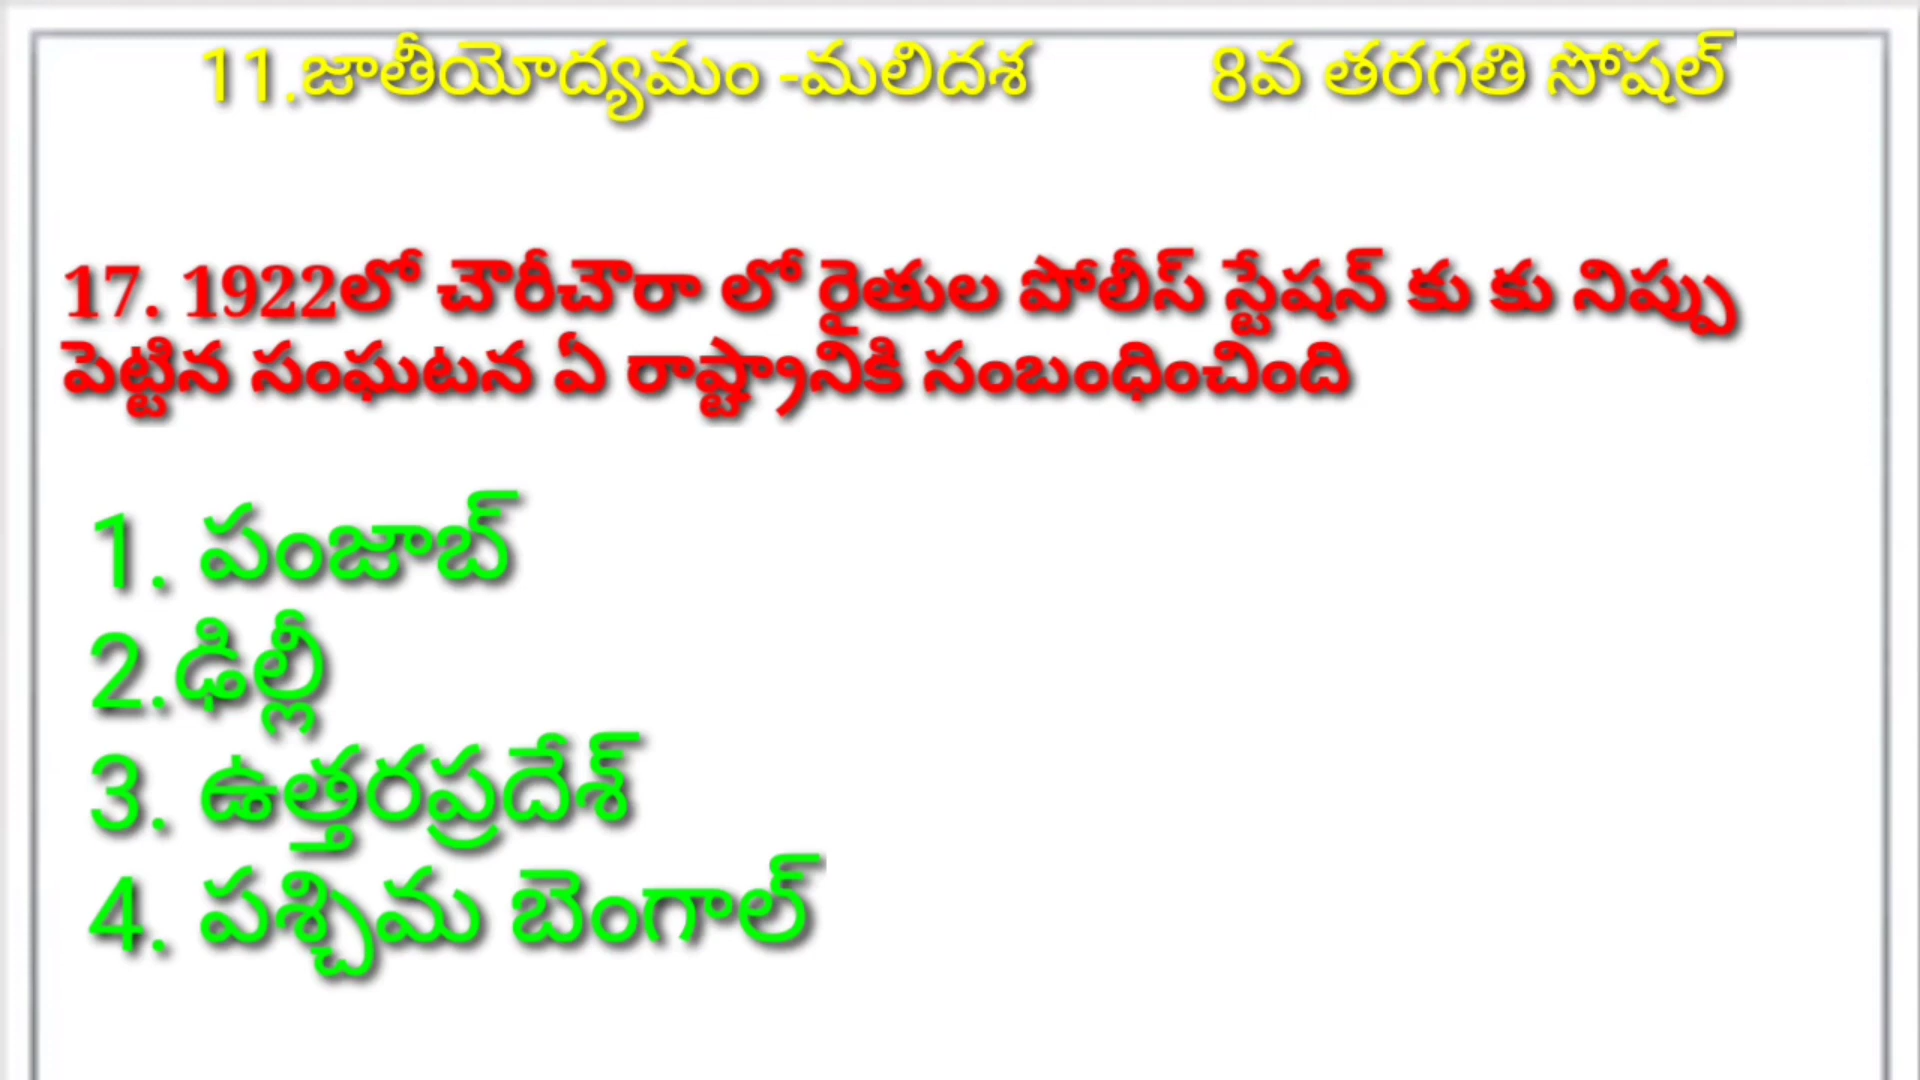 11.జాతీయోద్యమం -మలిదశ 8వ తరగతి సోషల్
17. 1922లో చౌరీచౌరా లో రైతుల పోలీస్ స్టేషన్ కు కు నిప్పు
పెట్టిన సంఘటన ఏ రాష్ట్రానికి సంబంధించింది
1. పంజాబ్
2.ఢిల్లీ
3. ఉత్తరప్రదేశ్
4. పశ్చిమ బెంగాల్